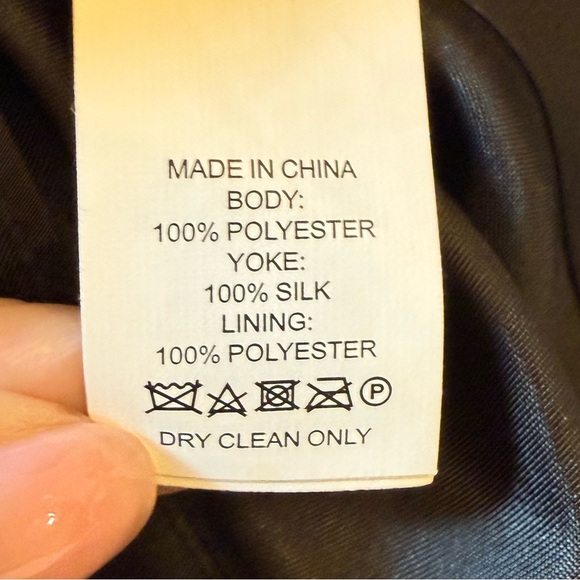 MADE IN CHINA
BODY:
100% POLYESTER
YOKE:
100% SILK
LINING:
100% POLYESTER
P
DRY CLEAN ONLY